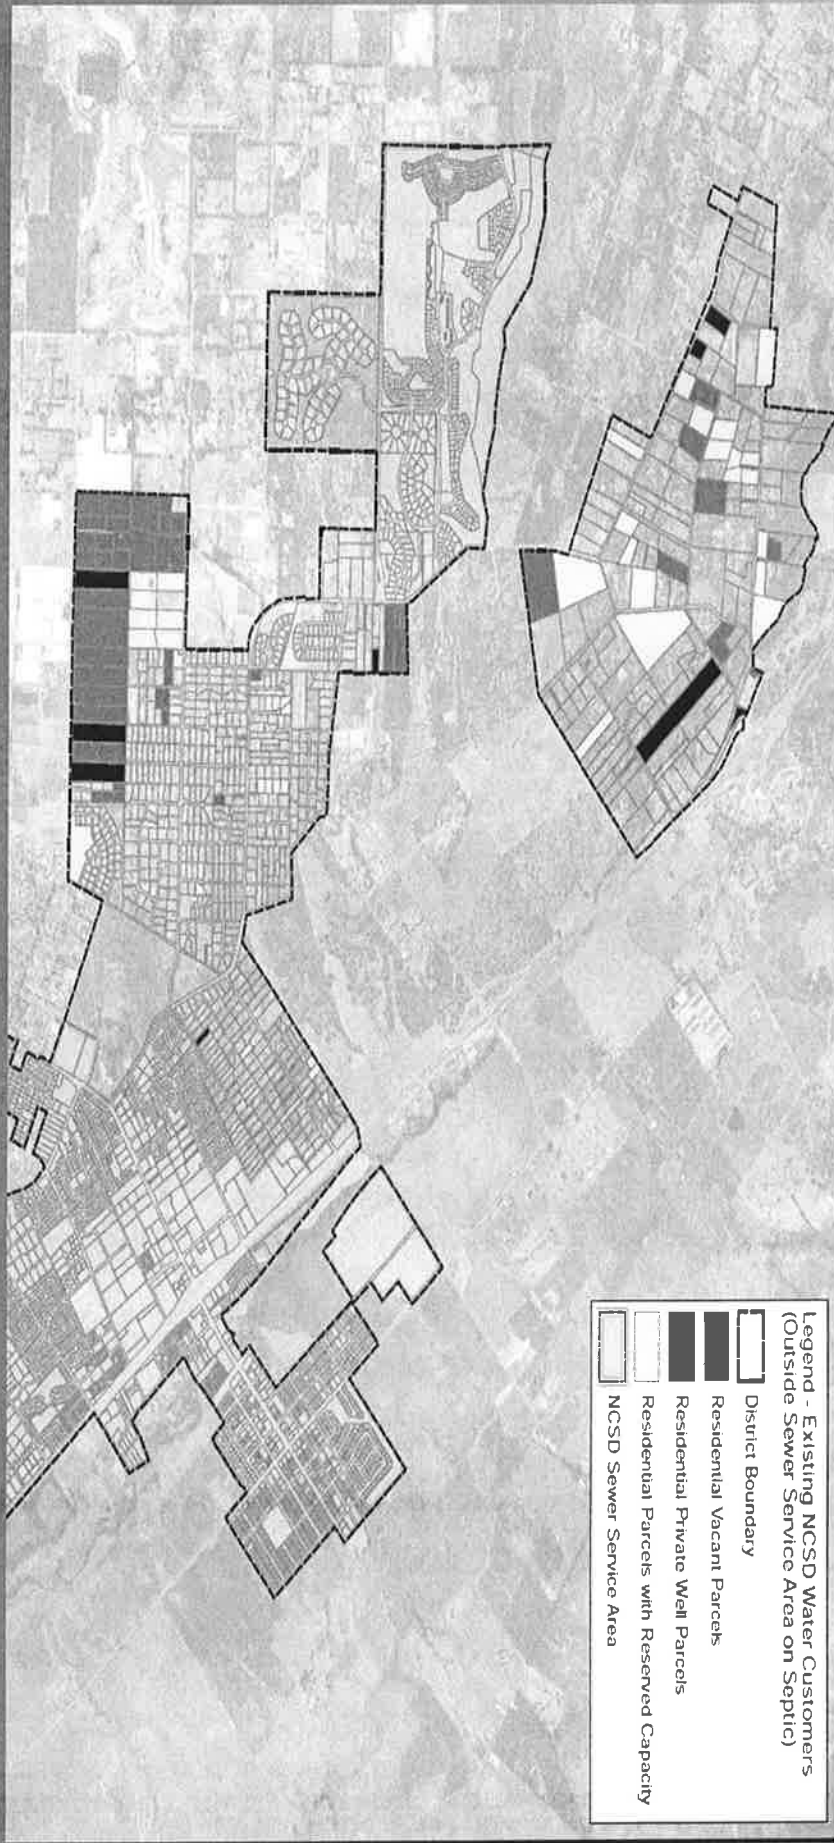 Legend - Existing NCSD Water Customers
(Outside Sewer Service Area on Septic)
District Boundary
Residential Vacant Parcels
Residential Private Well Parcels
Residential Parcels with Reserved Capacity
NCSD Sewer Service Area